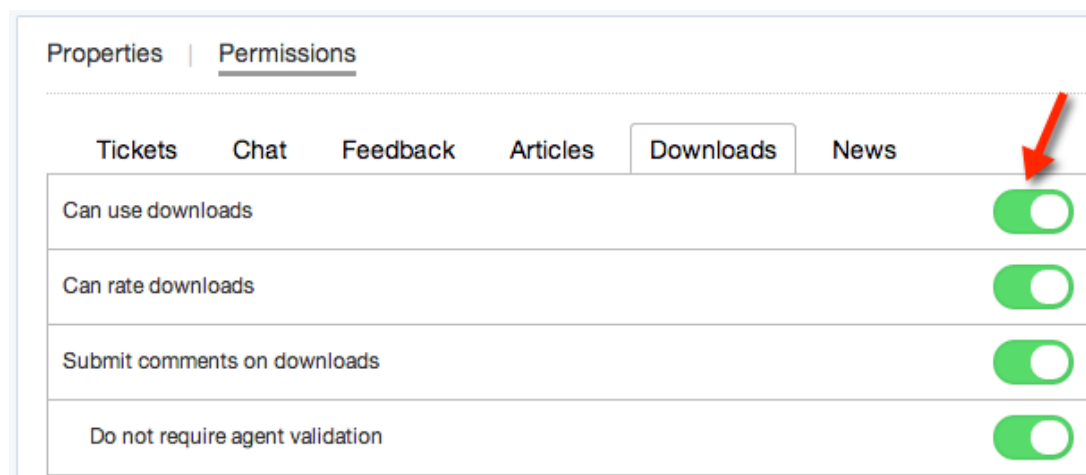 Properties | Permissions
Tickets Chat Feedback Articles Downloads News
Can use downloads
Can rate downloads
Submit comments on downloads
Do not require agent validation